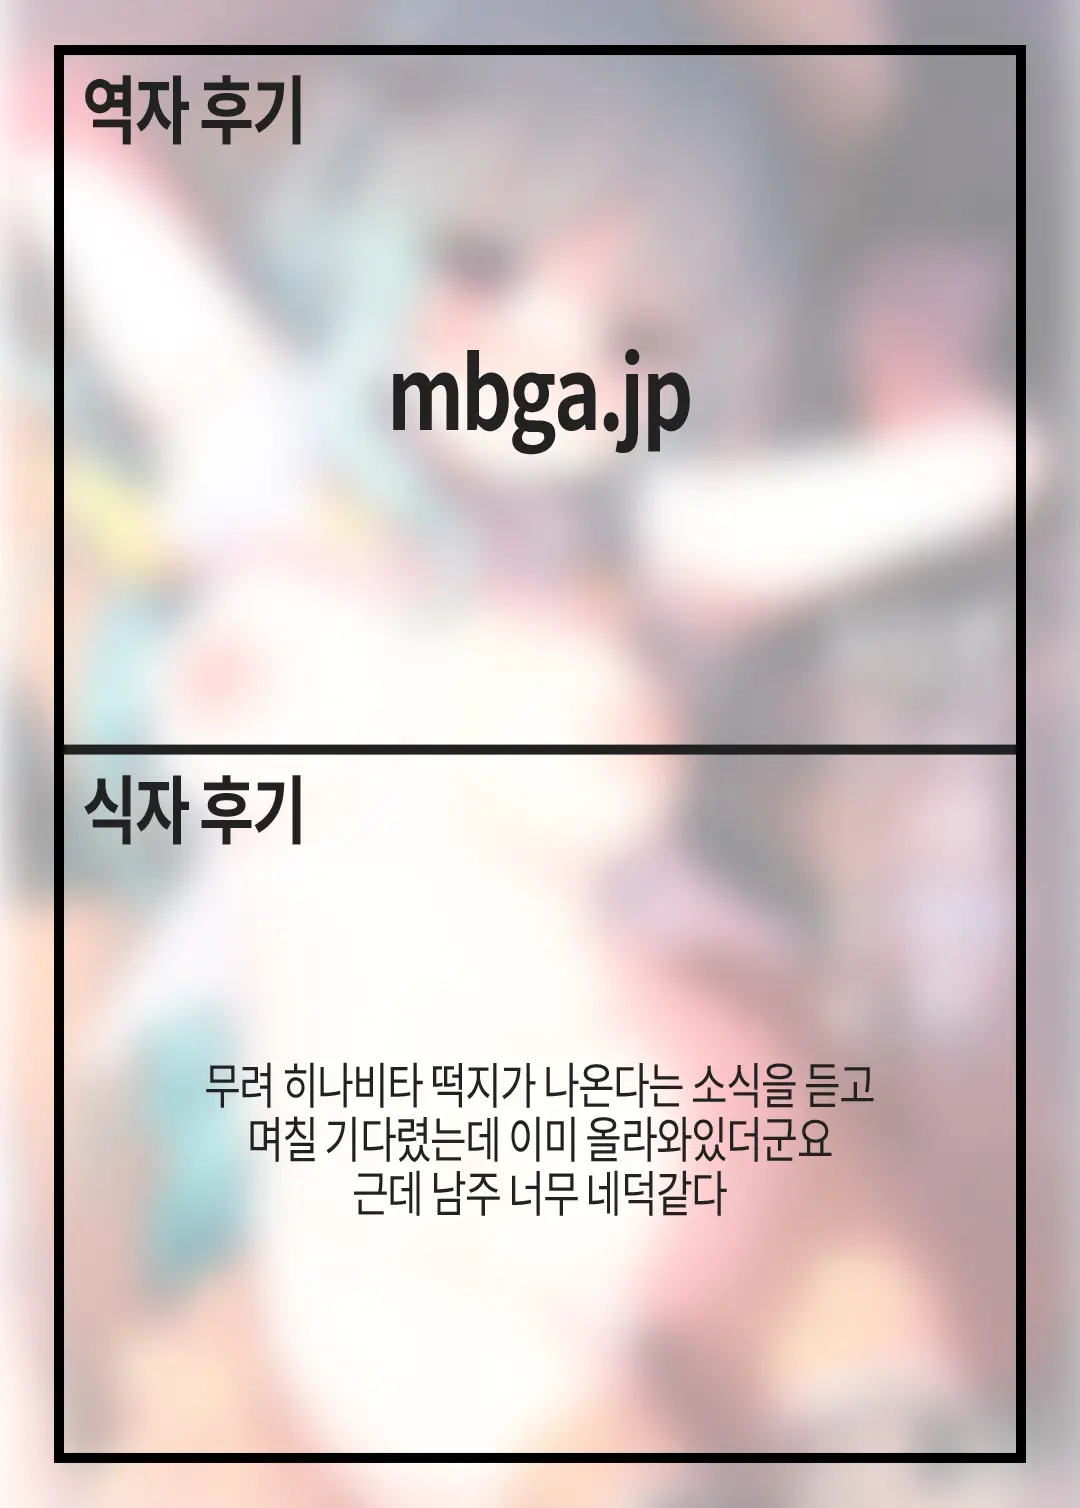 역자 후기
mbga.jp
식자 후기
무려 히나비타 떡지가 나온다는 소식을 듣고
며칠 기다렸는데 이미 올라와있더군요
근데 남주 너무 네덕같다